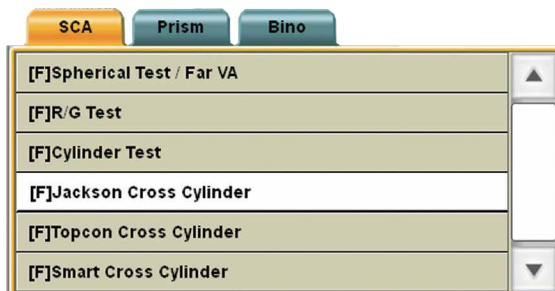 SCA Prism Bino
[F]Spherical Test / Far VA
[F]R/G Test
[F]Cylinder Test
[F]Jackson Cross Cylinder
[F]Topcon Cross Cylinder
[F]Smart Cross Cylinder